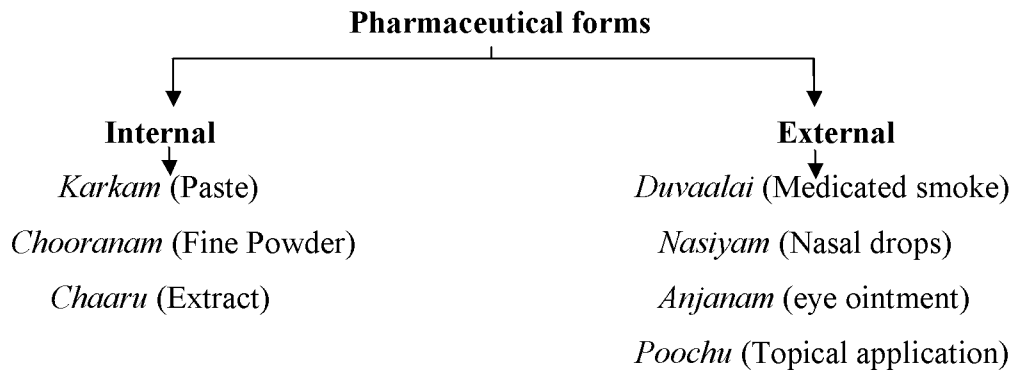 Pharmaceutical forms
Internal
Karkam (Paste)
Chooranam (Fine Powder)
Chaaru (Extract)
External
Duvaalai (Medicated smoke)
Nasiyam (Nasal drops)
Anjanam (eye ointment)
Poochu (Topical application)